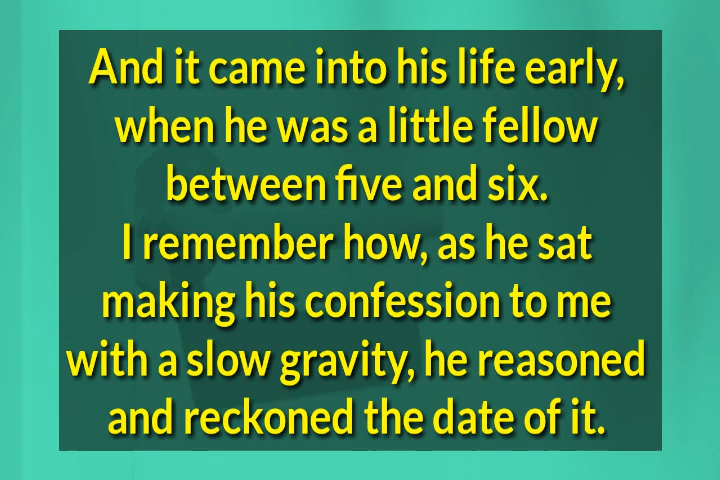 And it came into his life early,
when he was a little fellow
between five and six.
I remember how, as he sat
making his confession to me
with a slow gravity, he reasoned
and reckoned the date of it.